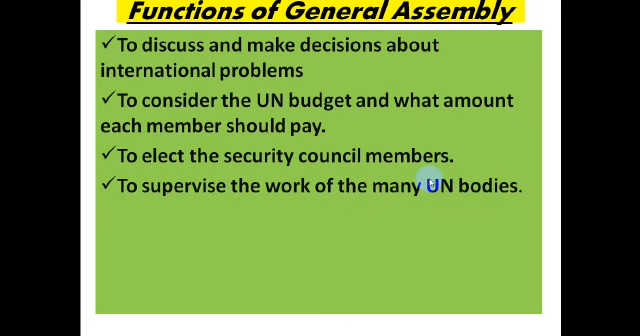 Functions of General Assembly
✓To discuss and make decisions about
international problems
✓To consider the UN budget and what amount
each member should pay.
✓To elect the security council members.
✓To supervise the work of the many UN bodies.